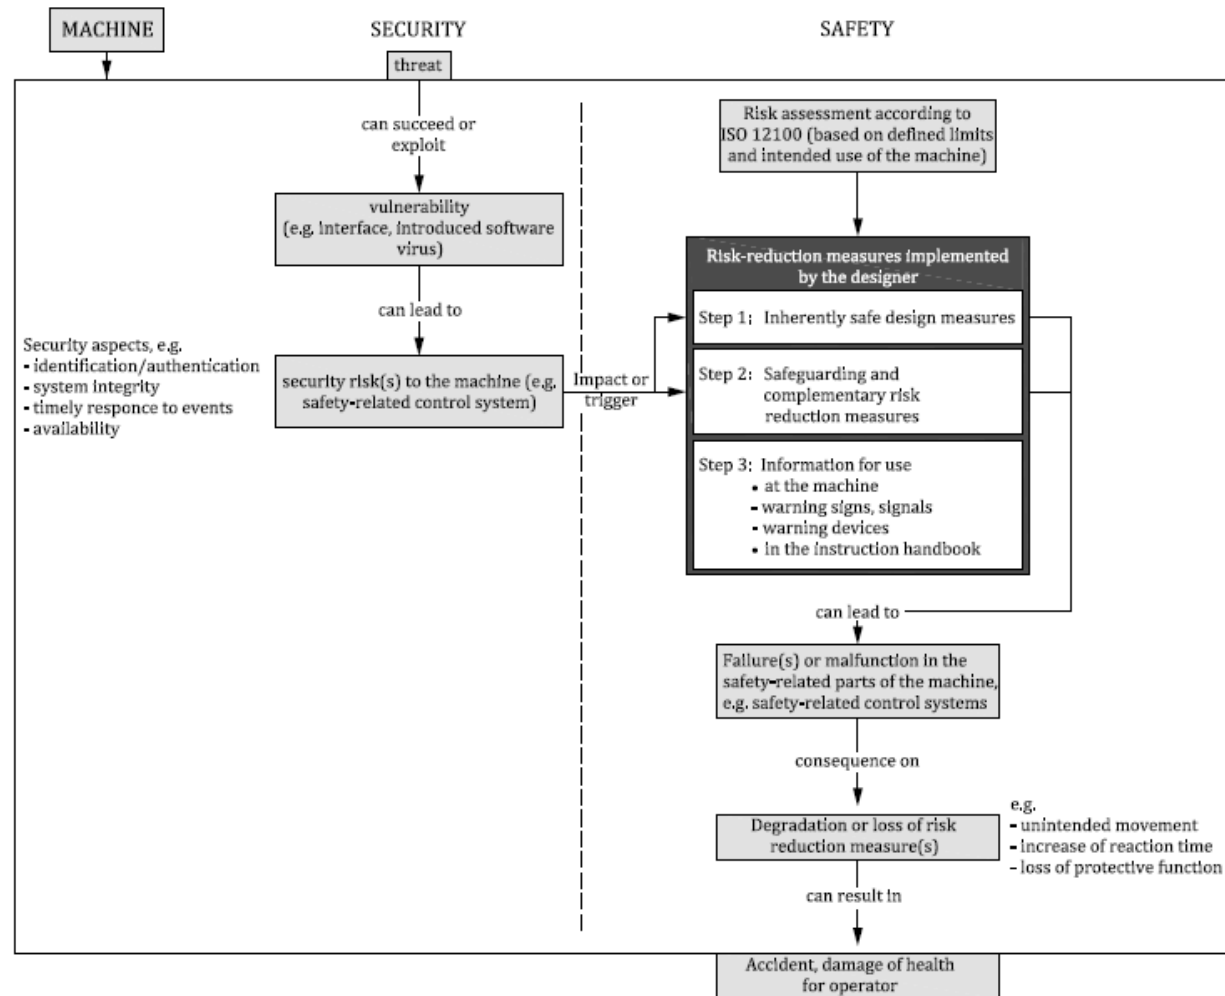 MACHINE
SECURITY
SAFETY
threat
can succeed or
exploit
vulnerability
(e.g. interface, introduced software
virus)
can lead to
Security aspects, e.g.
- identification/authentication
- system integrity
- timely responce to events
- availability
security risk(s) to the machine (e.g.
safety-related control system)
Impact or
trigger
Risk assessment according to
ISO 12100 (based on defined limits
and intended use of the machine)
Risk-reduction measures implemented
by the designer
Step 1: Inherently safe design measures
Step 2: Safeguarding and
complementary risk
reduction measures
Step 3: Information for use
• at the machine
- warning signs, signals
- warning devices
• in the instruction handbook
can lead to
Failure(s) or malfunction in the
safety-related parts of the machine,
e.g. safety-related control systems
consequence on
Degradation or loss of risk
reduction measure(s)
e.g.
- unintended movement
- increase of reaction time
- loss of protective function
can result in
Accident, damage of health
for operator